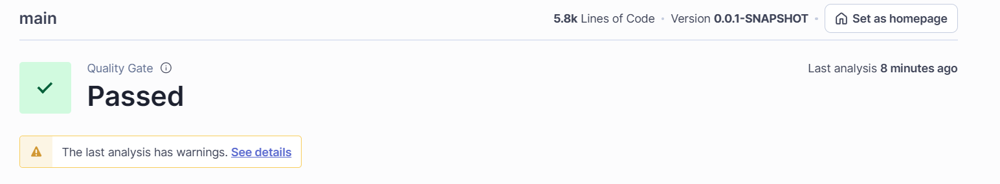 main
5.8k Lines of Code • Version 0.0.1-SNAPSHOT • Set as homepage
Quality Gate
Last analysis 8 minutes ago
Passed
The last analysis has warnings. See details